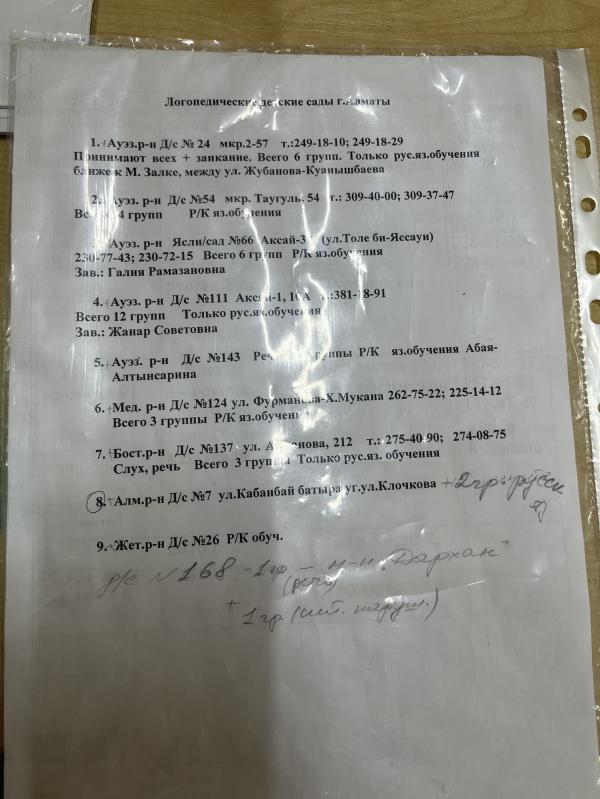 Логопедические детские сады г.Алматы
1. Ауэз.р-н Д/с № 24 мкр.2-57 т.:249-18-10; 249-18-29
Принимают всех + заикание. Всего 6 групп. Только рус.яз.обучения
ближе к М. Залке, между ул. Жубанова-Куанышбаева
2. Ауэз. р-н Д/с №54 мкр. Таугуль, 54 т.: 309-40-00; 309-37-47
4 групп Р/К яз.обучения
3. Ауэз. р-н Ясли/сад №66 Аксай-3 (ул.Толе би-Яссауи)
230-77-43; 230-72-15 Всего 6 групп Р/К яз.обучения
Зав.: Галия Рамазановна
4. Ауэз. р-н Д/с №111 Аксай-1, 10А т.:381-18-91
Всего 12 групп Только рус.яз.обучения
Зав.: Жанар Советовна
5. Ауэз. р-н Д/с №143 группы Р/К яз.обучения Абая-
Алтынсарина
6. Мед. р-н Д/с №124 ул. Фурманова-Х.Мукана 262-75-22; 225-14-12
Всего 3 группы Р/К яз.обучения
7. Бост.р-н Д/с №137 ул. 212 т.: 275-40-90; 274-08-75
Слух, речь Всего 3 группы Только рус.яз. обучения
8. Алм.р-н Д/с №7 ул.Кабанбай батыра уг.ул.Клочкова +2гр.
9. Жет.р-н Д/с №26 Р/К обуч.
д/с №168 - 1гр - "Дархан"
(речь)
+ 1гр (инт. наруш.)